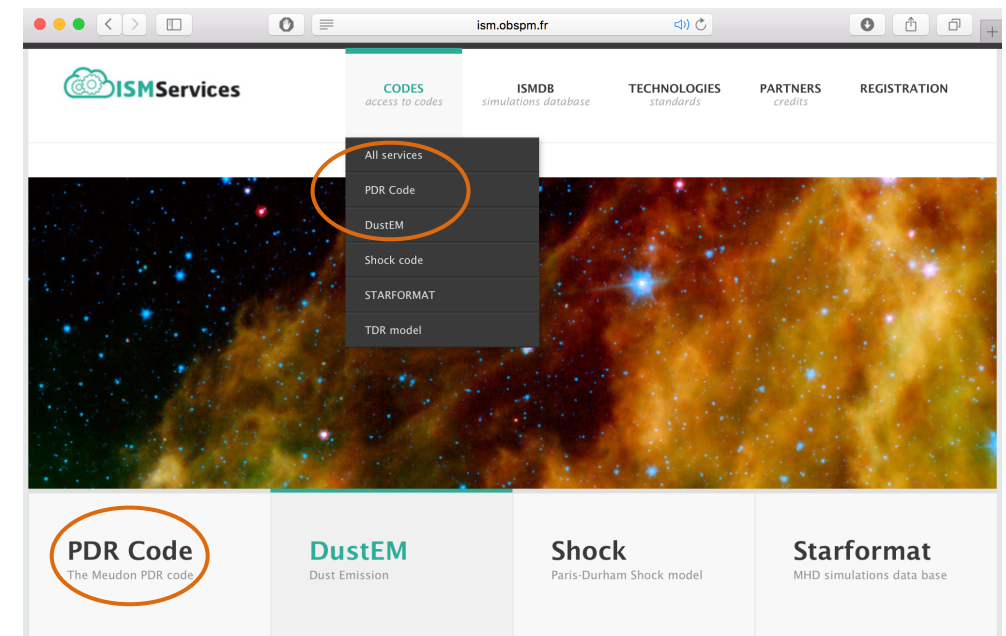 ism.obspm.fr
ISMServices
CODES
access to codes
ISMDB
simulations database
TECHNOLOGIES
standards
PARTNERS
credits
REGISTRATION
All services
PDR Code
DustEM
Shock code
STARFORMAT
TDR model
PDR Code
The Meudon PDR code
DustEM
Dust Emission
Shock
Paris-Durham Shock model
Starformat
MHD simulations data base